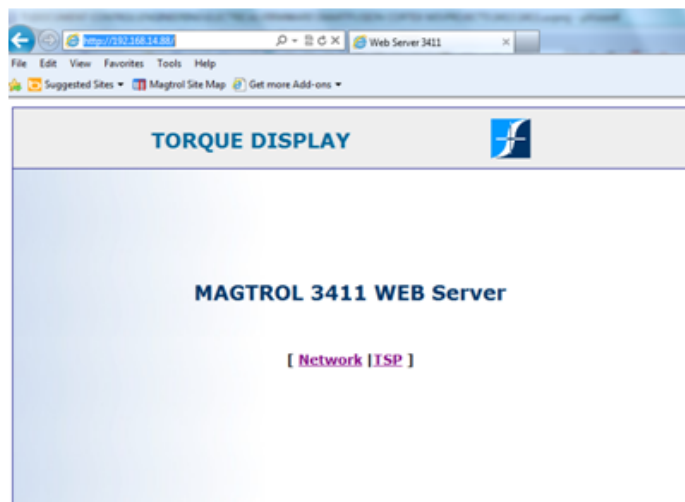 http://192.168.14.88/
Web Server 3411
File Edit View Favorites Tools Help
Suggested Sites Magtrol Site Map Get more Add-ons
TORQUE DISPLAY
MAGTROL 3411 WEB Server
[ Network |TSP ]